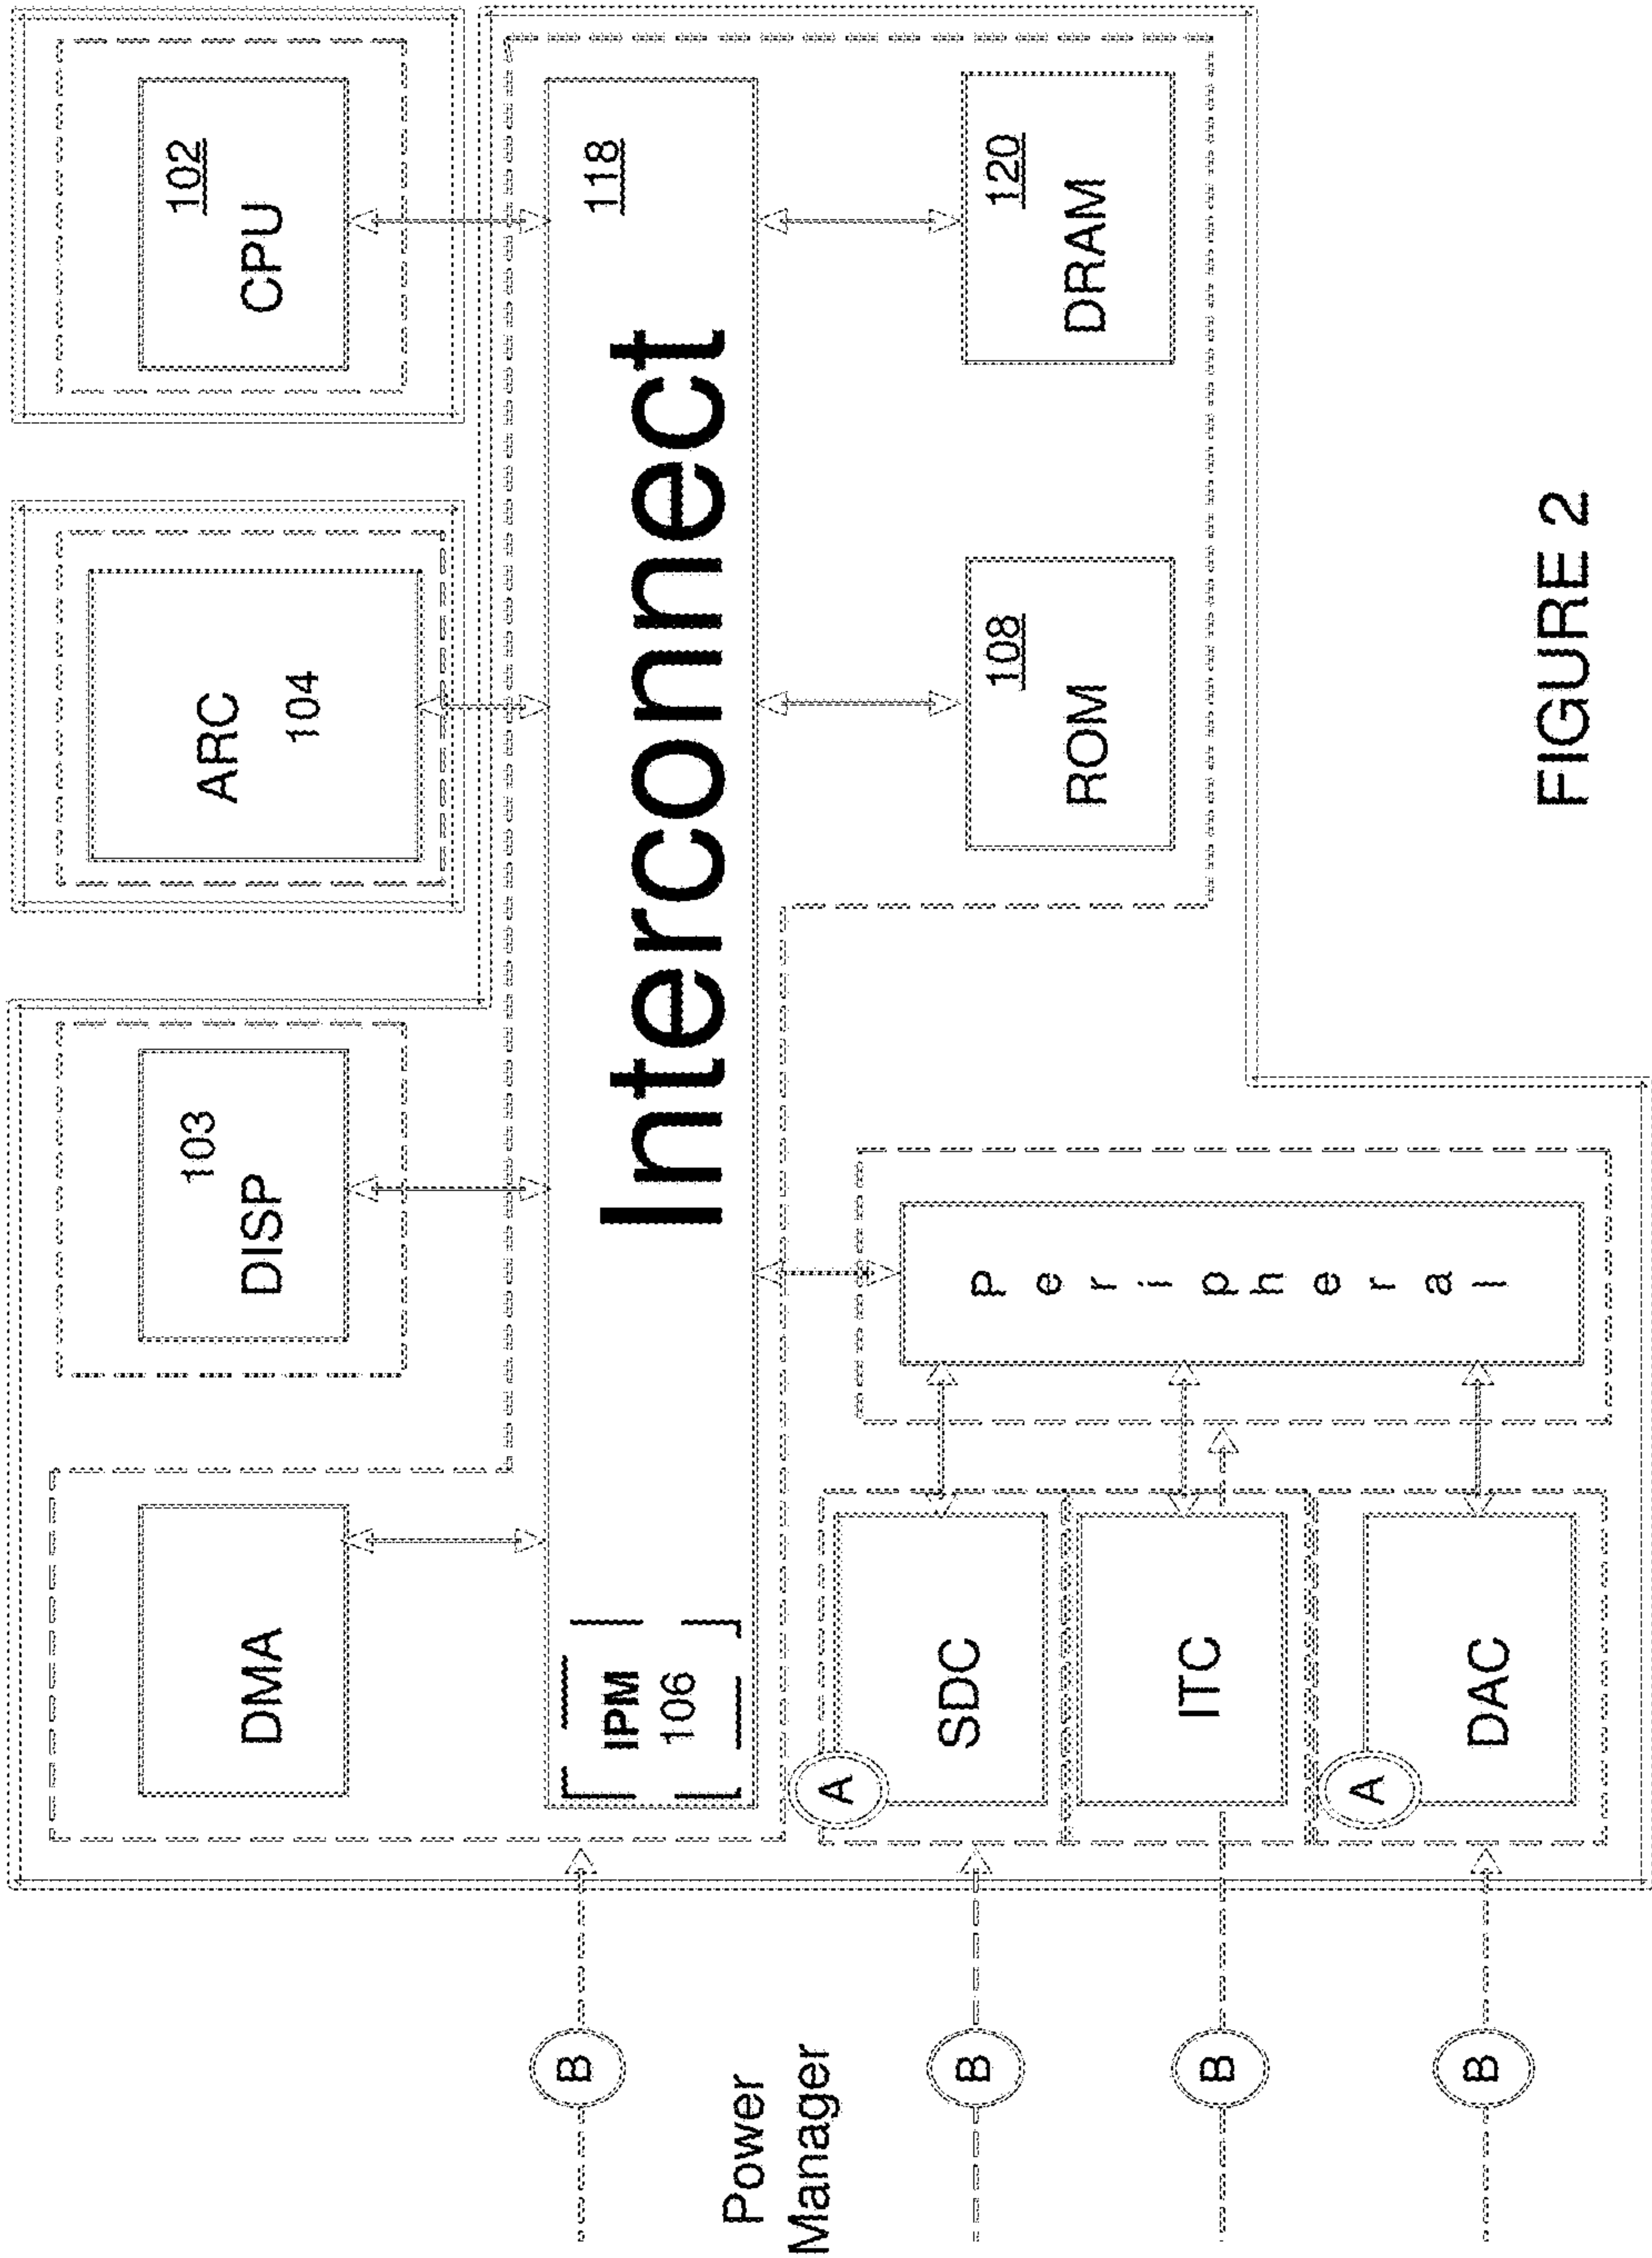 DMA
103
DISP
ARC
104
102
CPU
B
IPM
106
Interconnect
118
Power
Manager
A
B
SDC
B
ITC
A
B
DAC
Peripheral
108
ROM
120
DRAM
FIGURE 2